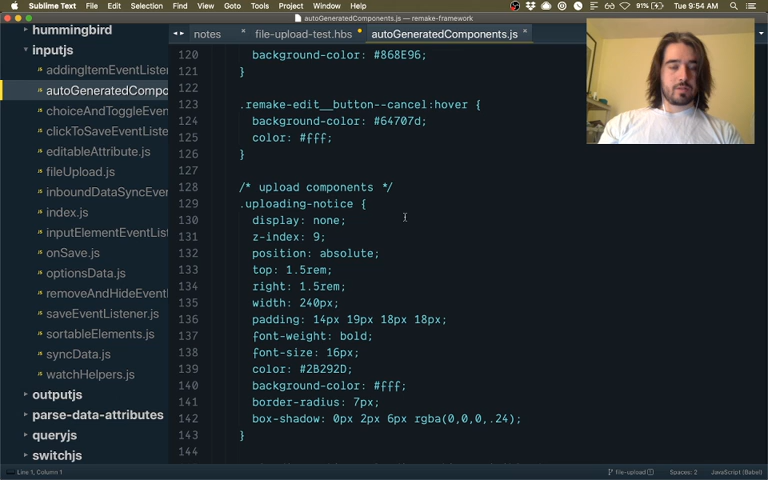 Sublime Text File Edit Selection Find View Goto Tools Project Window Help
91% Tue 9:54 AM
autoGeneratedComponents.js — remake-framework
hummingbird
inputjs
addingItemEventListe
autoGeneratedCompo
choiceAndToggleEven
clickToSaveEventListe
editableAttribute.js
fileUpload.js
inboundDataSyncEver
index.js
inputElementEventList
onSave.js
optionsData.js
removeAndHideEventl
saveEventListener.js
sortableElements.js
syncData.js
watchHelpers.js
outputjs
parse-data-attributes
queryjs
switchjs
notes × file-upload-test.hbs autoGeneratedComponents.js ×
120 background-color: #868E96;
121 }
122
123 .remake-edit__button--cancel:hover {
124 background-color: #64707d;
125 color: #fff;
126 }
127
128 /* upload components */
129 .uploading-notice {
130 display: none;
131 z-index: 9;
132 position: absolute;
133 top: 1.5rem;
134 right: 1.5rem;
135 width: 240px;
136 padding: 14px 19px 18px 18px;
137 font-weight: bold;
138 font-size: 16px;
139 color: #2B292D;
140 background-color: #fff;
141 border-radius: 7px;
142 box-shadow: 0px 2px 6px rgba(0,0,0,.24);
143 }
144
Line 1, Column 1 file-upload Spaces: 2 JavaScript (Babel)